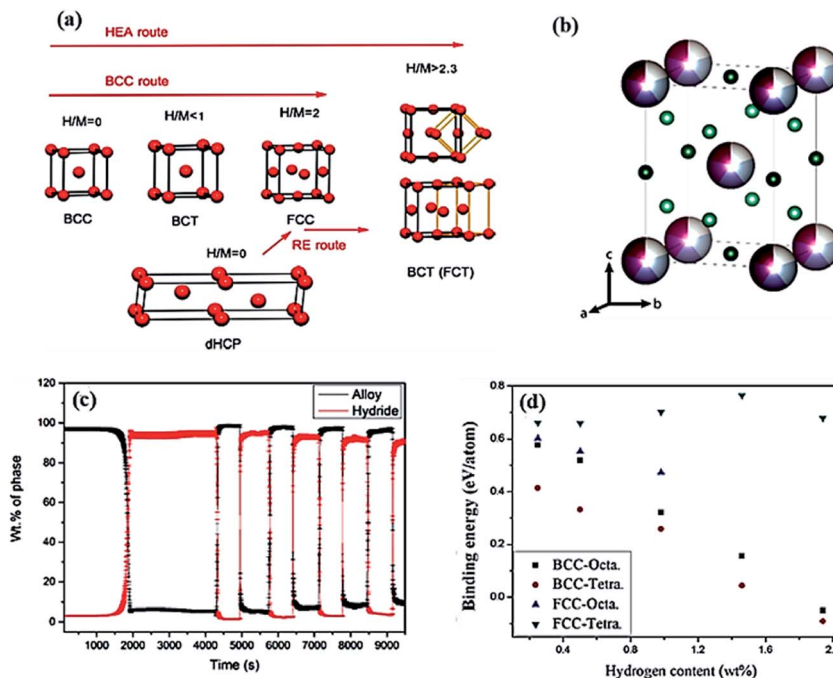 (a)
HEA route
BCC route
H/M=0
H/M<1
H/M=2
H/M>2.3
BCC
BCT
FCC
RE route
H/M=0
BCT (FCT)
dHCP
(b)
c
a
b
(c)
Alloy
Hydride
Wt.% of phase
120
100
80
60
40
20
0
1000 2000 3000 4000 5000 6000 7000 8000 9000
Time (s)
(d)
Binding energy (eV/atom)
0.8
0.6
0.4
0.2
0.0
BCC-Octa.
BCC-Tetra.
FCC-Octa.
FCC-Tetra.
0.4 0.8 1.2 1.6
Hydrogen content (wt%)